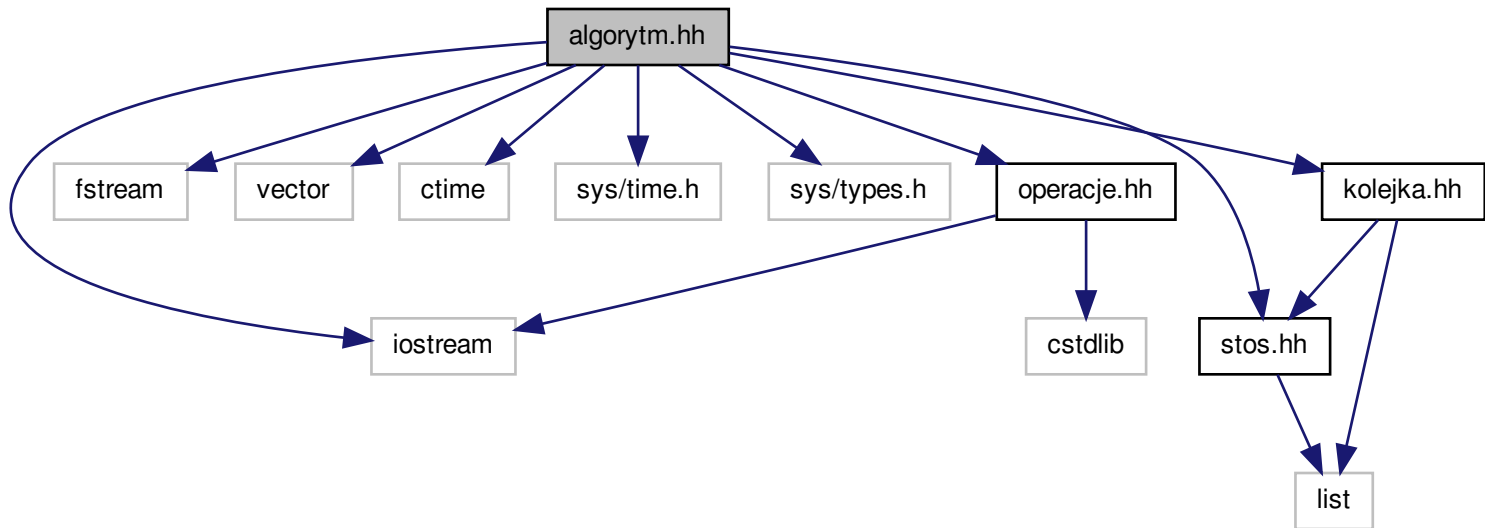 algorytm.hh
fstream
vector
ctime
sys/time.h
sys/types.h
operacje.hh
kolejka.hh
iostream
cstdlib
stos.hh
list